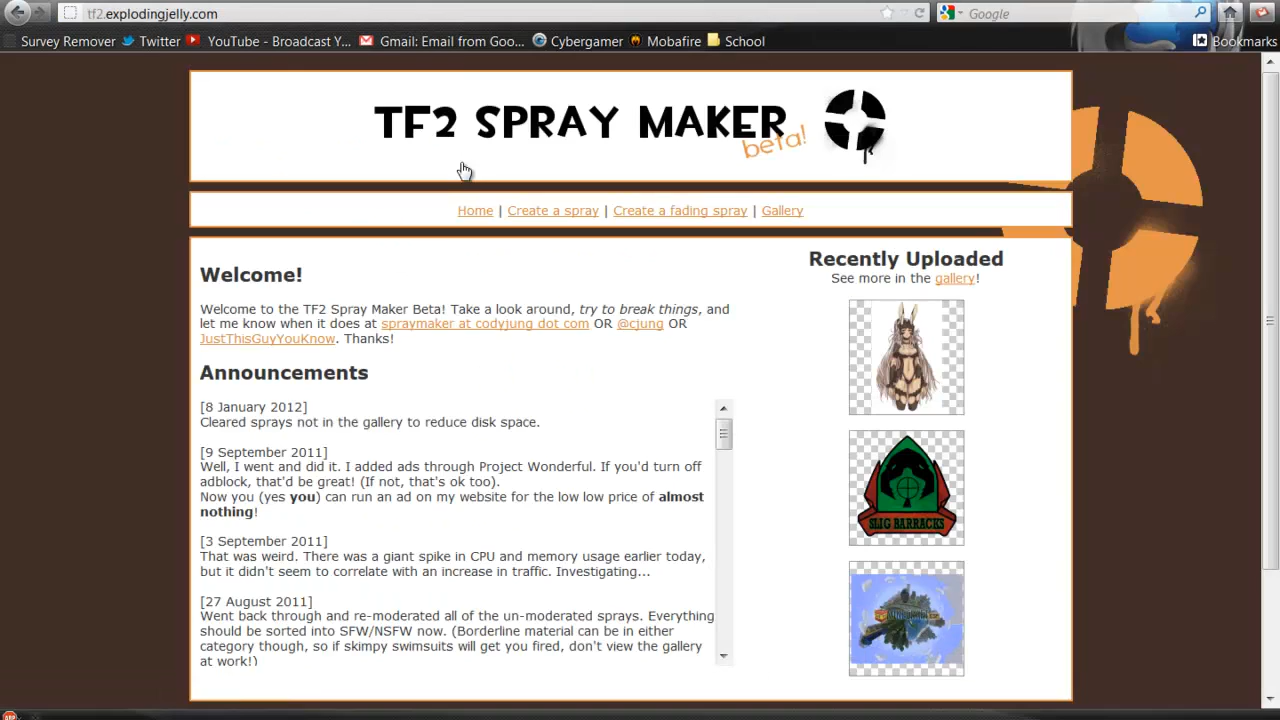 tf2.explodingjelly.com
Google
Survey Remover Twitter YouTube - Broadcast Y... Gmail: Email from Goo... Cybergamer Mobafire School Bookmarks
TF2 SPRAY MAKER
beta!
Home | Create a spray | Create a fading spray | Gallery
Welcome!
Welcome to the TF2 Spray Maker Beta! Take a look around, try to break things, and
let me know when it does at spraymaker at codyjung dot com OR @cjung OR
JustThisGuyYouKnow. Thanks!
Announcements
[8 January 2012]
Cleared sprays not in the gallery to reduce disk space.
[9 September 2011]
Well, I went and did it. I added ads through Project Wonderful. If you'd turn off
adblock, that'd be great! (If not, that's ok too).
Now you (yes you) can run an ad on my website for the low low price of almost
nothing!
[3 September 2011]
That was weird. There was a giant spike in CPU and memory usage earlier today,
but it didn't seem to correlate with an increase in traffic. Investigating...
[27 August 2011]
Went back through and re-moderated all of the un-moderated sprays. Everything
should be sorted into SFW/NSFW now. (Borderline material can be in either
category though, so if skimpy swimsuits will get you fired, don't view the gallery
at work!)
Recently Uploaded
See more in the gallery!
SIJG BARRACKS